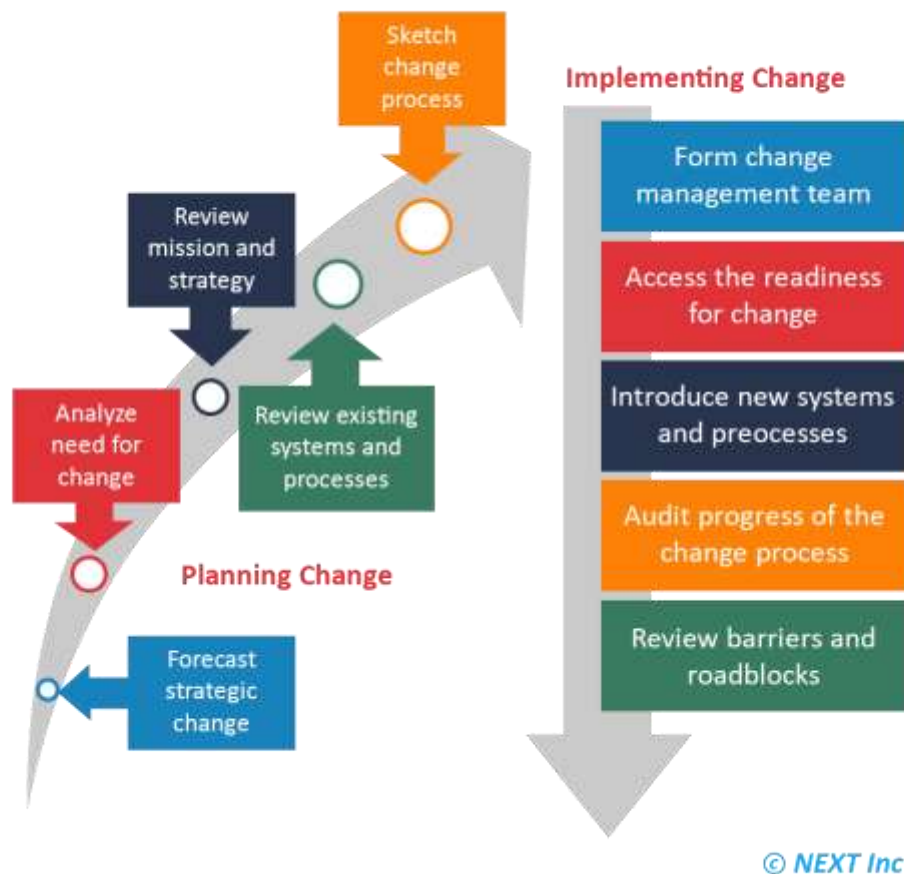 Sketch
change
process
Implementing Change
Form change
management team
Review
mission and
strategy
Access the readiness
for change
Introduce new systems
and preocesses
Analyze
need for
change
Review existing
systems and
processes
Audit progress of the
change process
Planning Change
Review barriers and
roadblocks
Forecast
strategic
change
© NEXT Inc